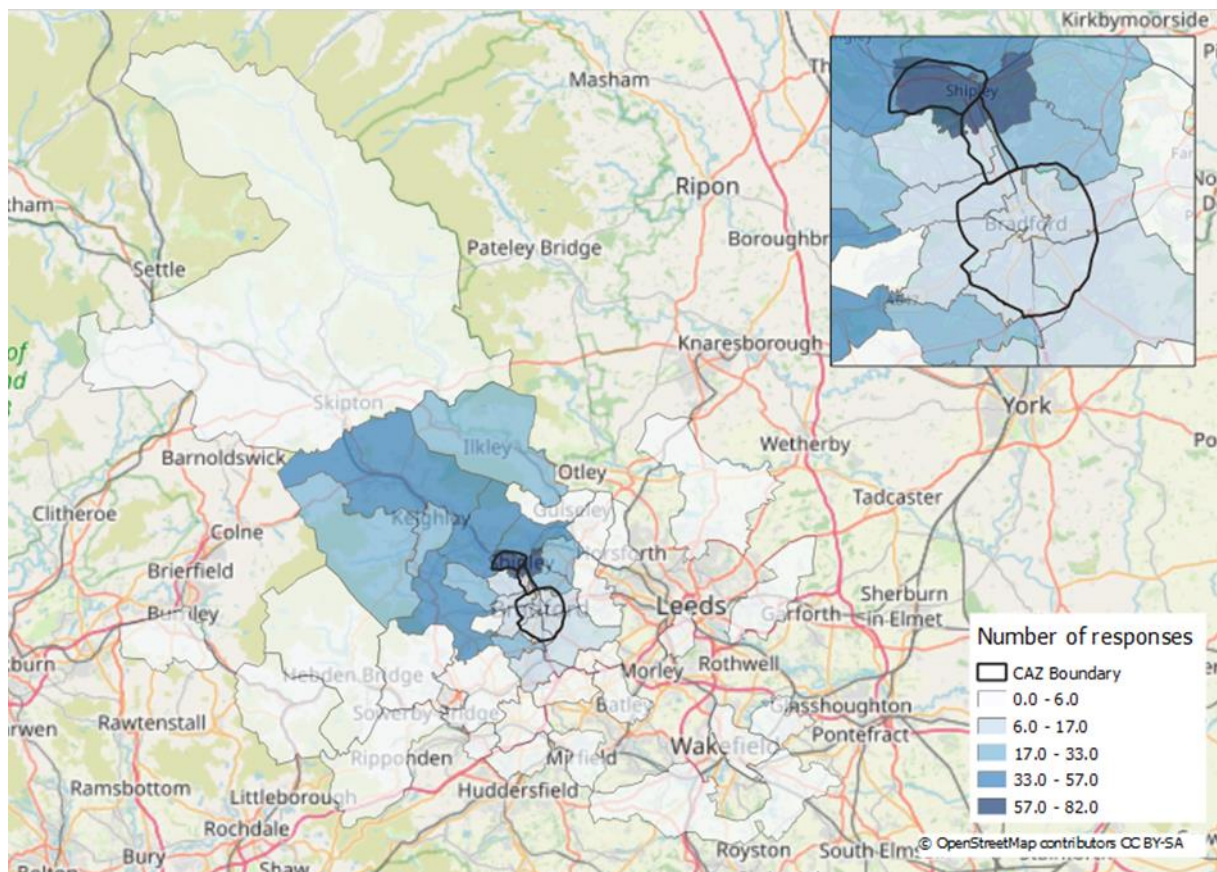 Kirkbymoorside
Masham
Ripon
Pateley Bridge
Settle
Knaresborough
Skipton
York
Ilkley
Otley
Wetherby
Barnoldswick
Tadcaster
Clitheroe
Keighley
Guiseley
Colne
Horsforth
Shipley
Brierfield
Bradford
Leeds
Garforth
Sherburn
in Elmet
Burnley
Morley
Rothwell
Hebden Bridge
Batley
Glasshoughton
Sowerby Bridge
Rawtenstall
Pontefract
Wakefield
Ripponden
Mirfield
Ramsbottom
Huddersfield
Littleborough
Rochdale
Bury
Shaw
Royston
Shipley
Bradford
Number of responses
CAZ Boundary
0.0 - 6.0
6.0 - 17.0
17.0 - 33.0
33.0 - 57.0
57.0 - 82.0
© OpenStreetMap contributors CC BY-SA